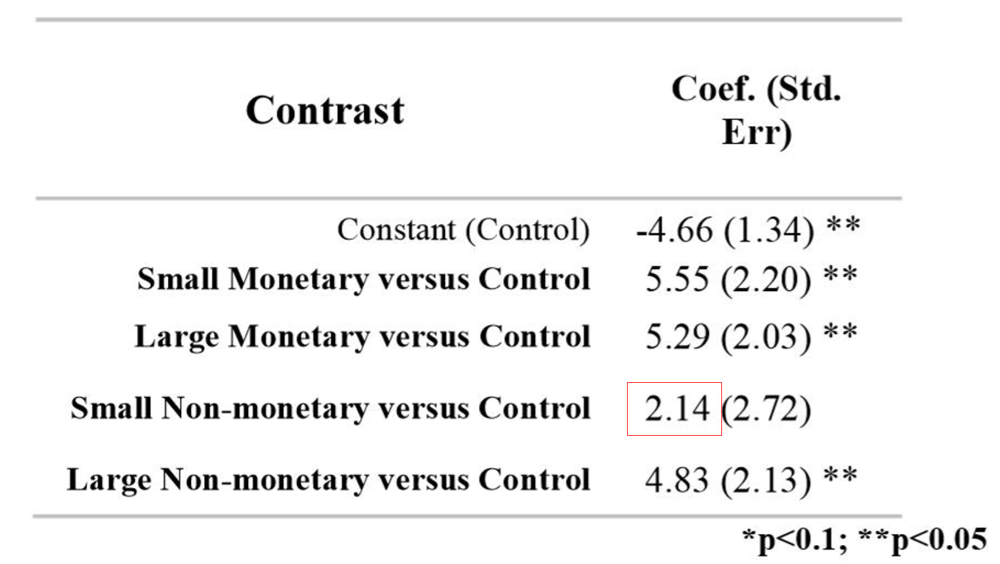 Contrast Coef. (Std.
Err)
Constant (Control) -4.66 (1.34) **
Small Monetary versus Control 5.55 (2.20) **
Large Monetary versus Control 5.29 (2.03) **
Small Non-monetary versus Control 2.14 (2.72)
Large Non-monetary versus Control 4.83 (2.13) **
*p<0.1; **p<0.05